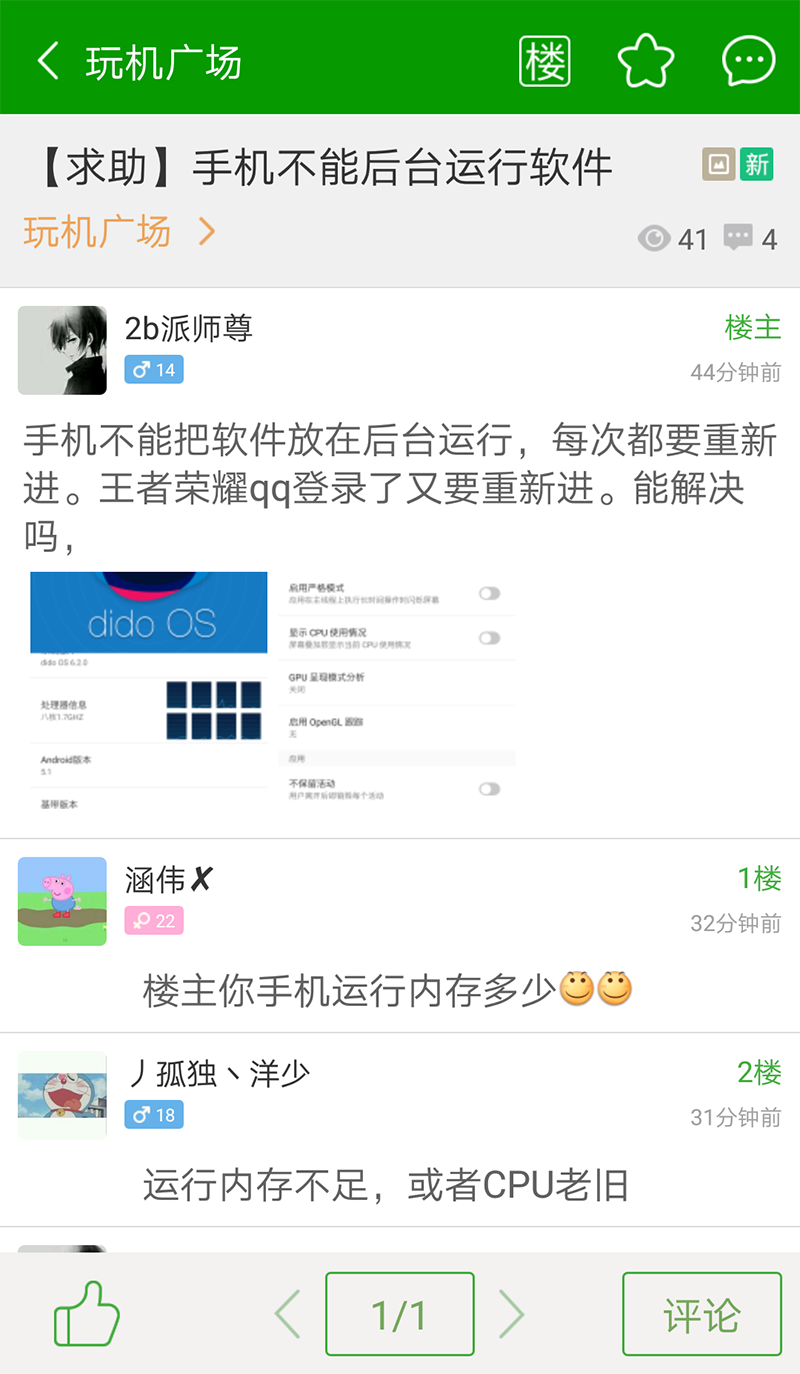 玩机广场
楼
【求助】手机不能后台运行软件
新
玩机广场
41
4
2b派师尊
楼主
14
44分钟前
手机不能把软件放在后台运行，每次都要重新
进。王者荣耀qq登录了又要重新进。能解决
吗，
dido OS
dido OS 6.2.0
处理器信息
八核1.7GHZ
Android版本
5.1
基带版本
启用严格模式
应用在主线程上执行长时间操作时闪烁屏幕
显示 CPU 使用情况
屏幕叠加层显示当前 CPU 使用情况
GPU 呈现模式分析
关闭
启用 OpenGL 跟踪
无
应用
不保留活动
用户离开后即销毁每个活动
涵伟✘
1楼
22
32分钟前
楼主你手机运行内存多少
丿孤独丶洋少
2楼
18
31分钟前
运行内存不足，或者CPU老旧
1/1
评论